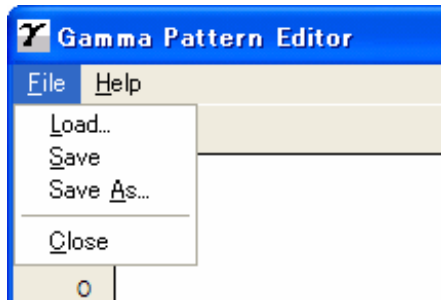 γ Gamma Pattern Editor
File Help
Load...
Save
Save As...
Close
0